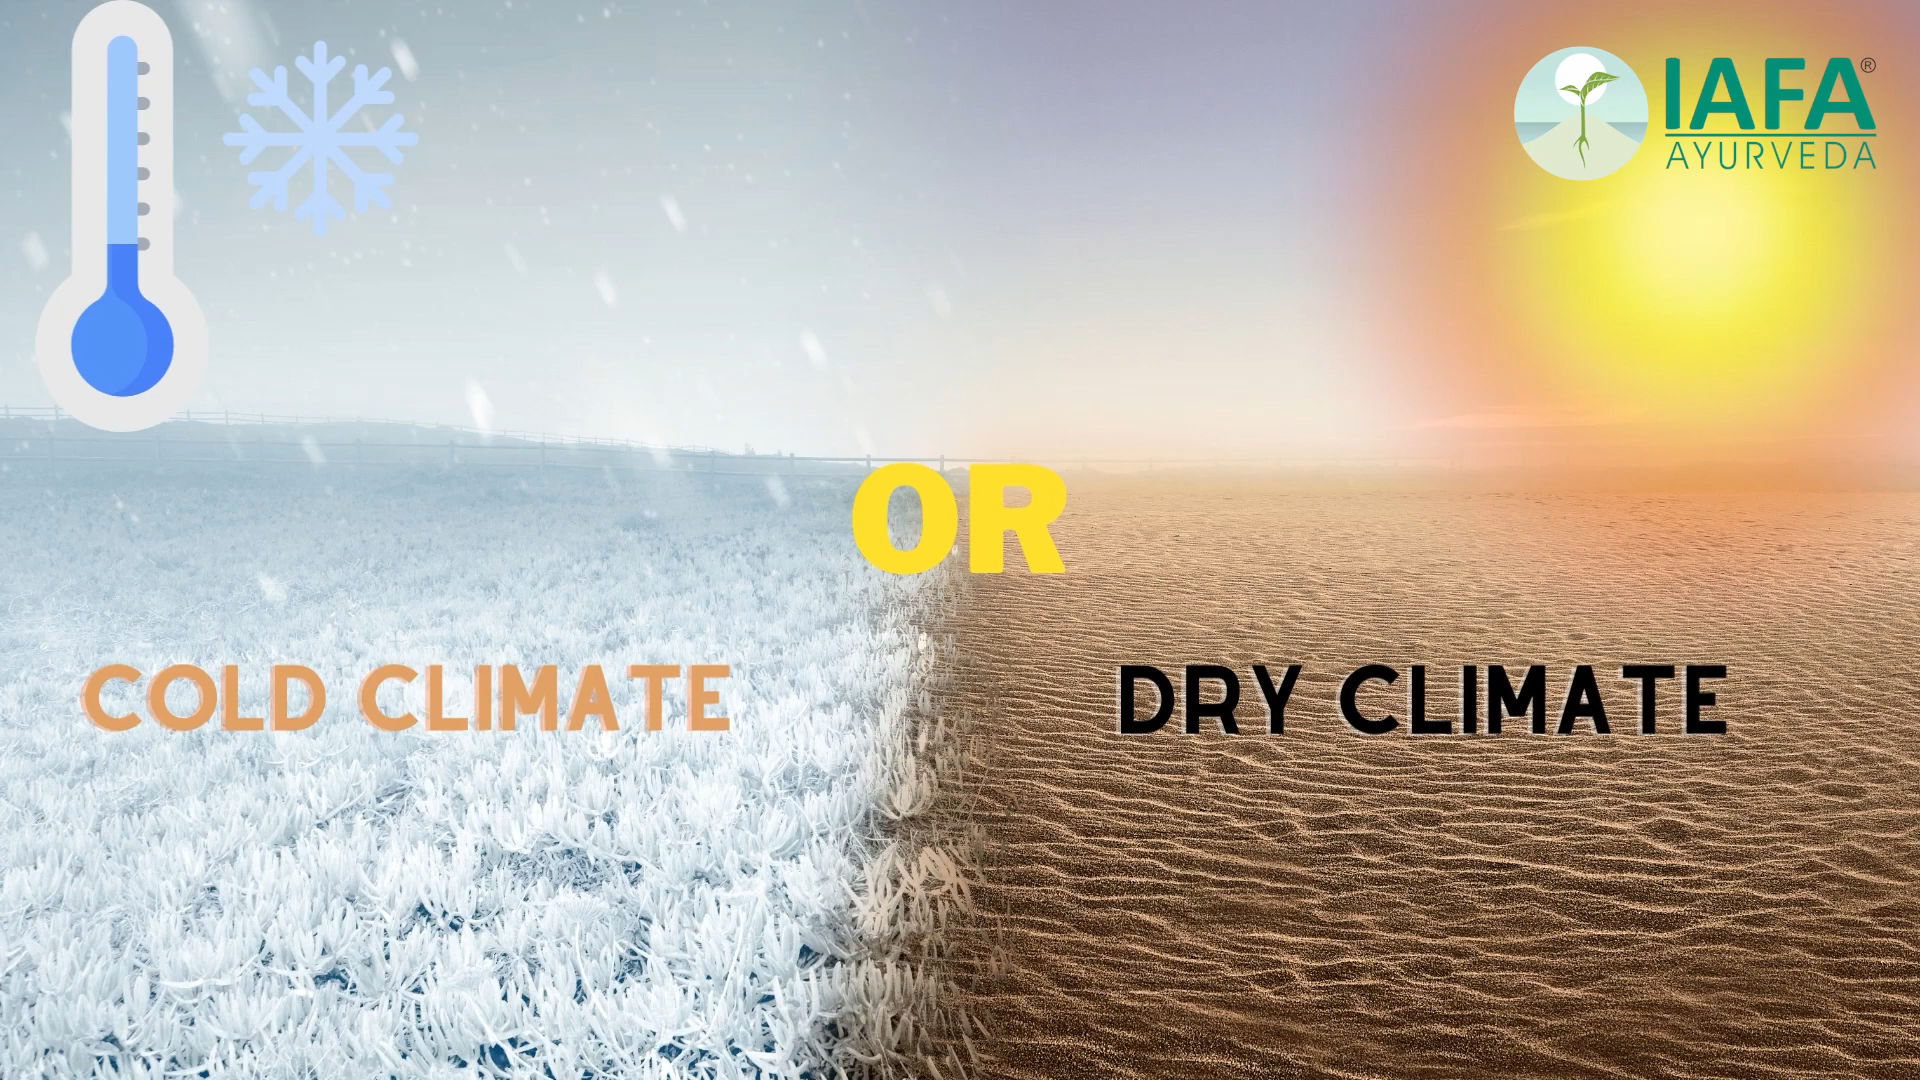 IAFA®
AYURVEDA
OR
COLD CLIMATE
DRY CLIMATE